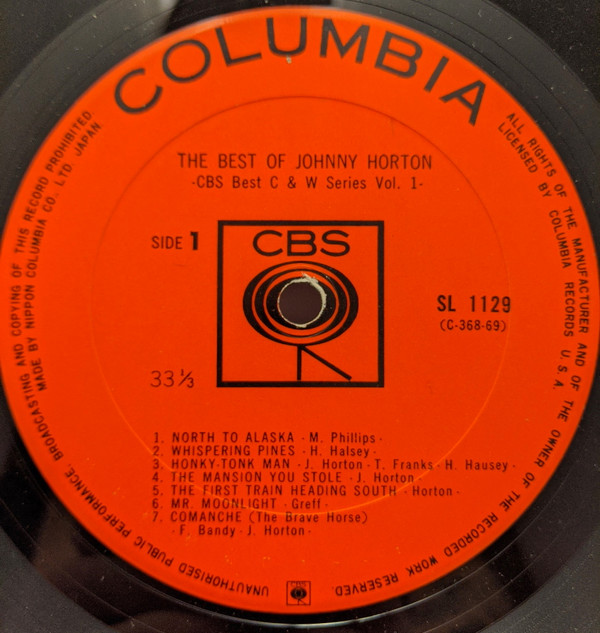 COLUMBIA
THE BEST OF JOHNNY HORTON
-CBS Best C & W Series Vol. 1-
SIDE 1
CBS
SL 1129
(C-368-69)
33 1/3
1. NORTH TO ALASKA · M. Phillips ·
2. WHISPERING PINES · H. Halsey ·
3. HONKY-TONK MAN · J. Horton · T. Franks · H. Hausey ·
4. THE MANSION YOU STOLE · J. Horton ·
5. THE FIRST TRAIN HEADING SOUTH · Horton ·
6. MR. MOONLIGHT · Greff ·
7. COMANCHE (The Brave Horse)
· F. Bandy · J. Horton ·
ALL RIGHTS OF THE MANUFACTURER AND OF THE OWNER OF THE RECORDED WORK RESERVED.
LICENSED BY COLUMBIA RECORDS U.S.A.
UNAUTHORISED PUBLIC PERFORMANCE, BROADCASTING AND COPYING OF THIS RECORD PROHIBITED
MADE BY NIPPON COLUMBIA CO. LTD. JAPAN.